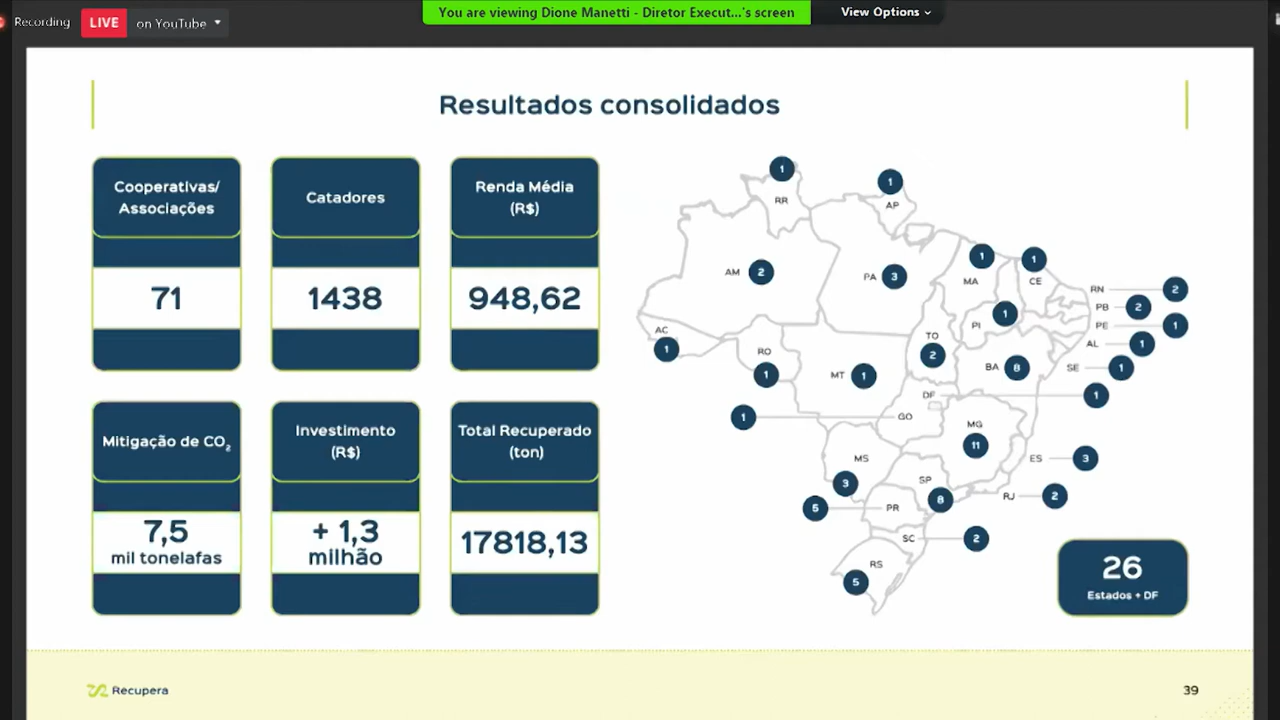 Recording
LIVE
on YouTube
You are viewing Dione Manetti - Diretor Execut...'s screen
View Options
Resultados consolidados
Cooperativas/
Associações
71
Catadores
1438
Renda Média
(R$)
948,62
Mitigação de CO₂
7,5
mil tonelafas
Investimento
(R$)
+ 1,3
milhão
Total Recuperado
(ton)
17818,13
1
RR
1
AP
AM 2
PA 3
1
MA
1
CE
RN 2
PB 2
PE 1
AL 1
SE 1
PI 1
AC
1
RO
1
MT 1
TO
2
BA 8
DF 1
1 GO
MG
11
MS
3
ES 3
SP
8
RJ 2
5 PR
SC 2
RS
5
26
Estados + DF
Recupera
39